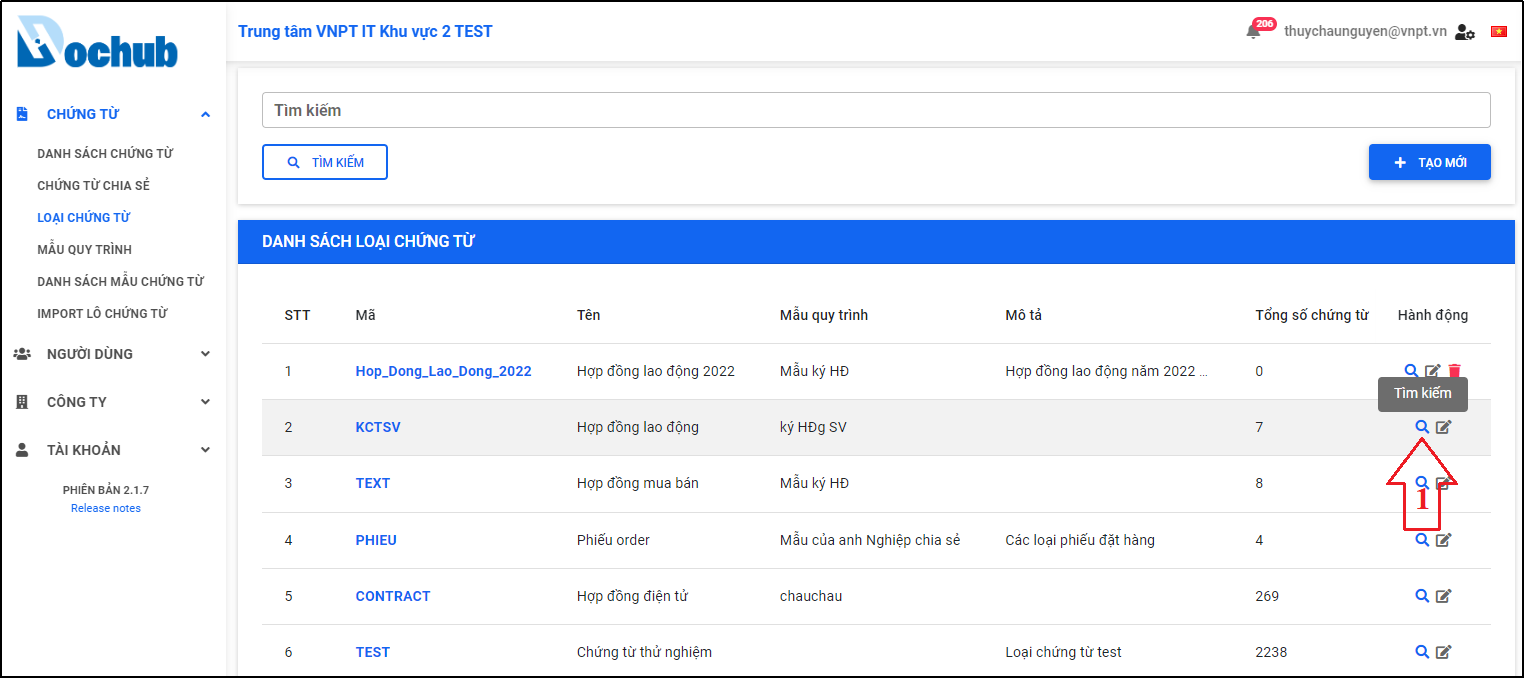 Dochub
Trung tâm VNPT IT Khu vực 2 TEST
206
thuychaunguyen@vnpt.vn
CHỨNG TỪ
DANH SÁCH CHỨNG TỪ
CHỨNG TỪ CHIA SẺ
LOẠI CHỨNG TỪ
MẪU QUY TRÌNH
DANH SÁCH MẪU CHỨNG TỪ
IMPORT LÔ CHỨNG TỪ
NGƯỜI DÙNG
CÔNG TY
TÀI KHOẢN
PHIÊN BẢN 2.1.7
Release notes
Tìm kiếm
TÌM KIẾM
TẠO MỚI
DANH SÁCH LOẠI CHỨNG TỪ
STT Mã Tên Mẫu quy trình Mô tả Tổng số chứng từ Hành động
1 Hop_Dong_Lao_Dong_2022 Hợp đồng lao động 2022 Mẫu ký HĐ Hợp đồng lao động năm 2022 ... 0
Tìm kiếm
2 KCTSV Hợp đồng lao động ký HĐg SV 7
3 TEXT Hợp đồng mua bán Mẫu ký HĐ 8
1
4 PHIEU Phiếu order Mẫu của anh Nghiệp chia sẻ Các loại phiếu đặt hàng 4
5 CONTRACT Hợp đồng điện tử chauchau 269
6 TEST Chứng từ thử nghiệm Loại chứng từ test 2238